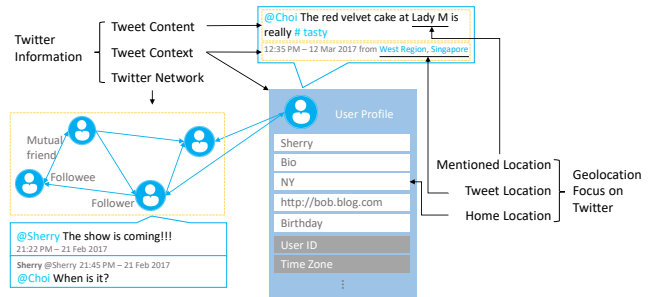 Twitter
Information
Tweet Content
Tweet Context
Twitter Network
@Choi The red velvet cake at Lady M is
really # tasty
12:35 PM – 12 Mar 2017 from West Region, Singapore
Mutual
friend
Followee
Follower
@Sherry The show is coming!!!
21:22 PM – 21 Feb 2017
Sherry @Sherry 21:45 PM – 21 Feb 2017
@Choi When is it?
User Profile
Sherry
Bio
NY
http://bob.blog.com
Birthday
User ID
Time Zone
⋮
Mentioned Location
Tweet Location
Home Location
Geolocation
Focus on
Twitter